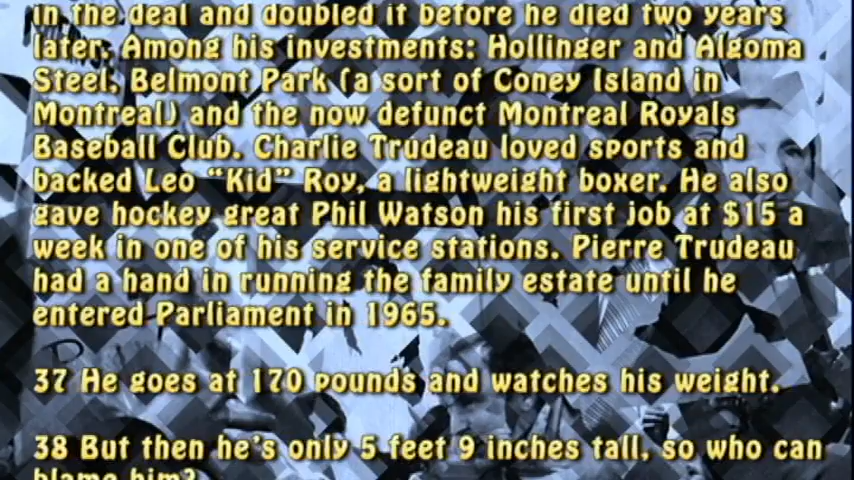 in the deal and doubled it before he died two years
later. Among his investments: Hollinger and Algoma
Steel, Belmont Park (a sort of Coney Island in
Montreal) and the now defunct Montreal Royals
Baseball Club. Charlie Trudeau loved sports and
backed Leo “Kid” Roy, a lightweight boxer. He also
gave hockey great Phil Watson his first job at $15 a
week in one of his service stations. Pierre Trudeau
had a hand in running the family estate until he
entered Parliament in 1965.
37 He goes at 170 pounds and watches his weight.
38 But then he's only 5 feet 9 inches tall, so who can
blame him?